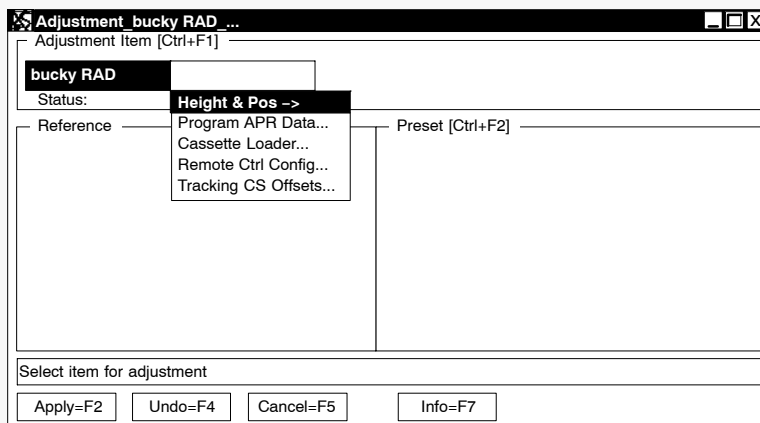 Adjustment_bucky RAD_...
Adjustment Item [Ctrl+F1]
bucky RAD
Status:
Height & Pos –>
Program APR Data...
Cassette Loader...
Remote Ctrl Config...
Tracking CS Offsets...
Reference
Preset [Ctrl+F2]
Select item for adjustment
Apply=F2 Undo=F4 Cancel=F5 Info=F7